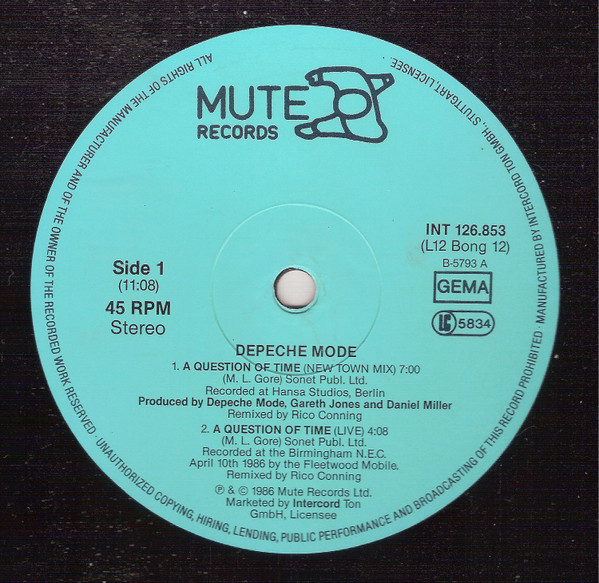 ALL RIGHTS OF THE MANUFACTURER AND OF THE OWNER OF THE RECORDED WORK RESERVED · UNAUTHORIZED COPYING, HIRING, LENDING, PUBLIC PERFORMANCE AND BROADCASTING OF THIS RECORD PROHIBITED · MANUFACTURED BY INTERCORD TON GMBH., STUTTGART, LICENSEE.
MUTE
RECORDS
Side 1
(11:08)
45 RPM
Stereo
INT 126.853
(L12 Bong 12)
B-5793 A
GEMA
LC 5834
DEPECHE MODE
1. A QUESTION OF TIME (NEW TOWN MIX) 7:00
(M. L. Gore) Sonet Publ. Ltd.
Recorded at Hansa Studios, Berlin
Produced by Depeche Mode, Gareth Jones and Daniel Miller
Remixed by Rico Conning
2. A QUESTION OF TIME (LIVE) 4:08
(M. L. Gore) Sonet Publ. Ltd.
Recorded at the Birmingham N.E.C.
April 10th 1986 by the Fleetwood Mobile.
Remixed by Rico Conning
℗ & © 1986 Mute Records Ltd.
Marketed by Intercord Ton
GmbH, Licensee